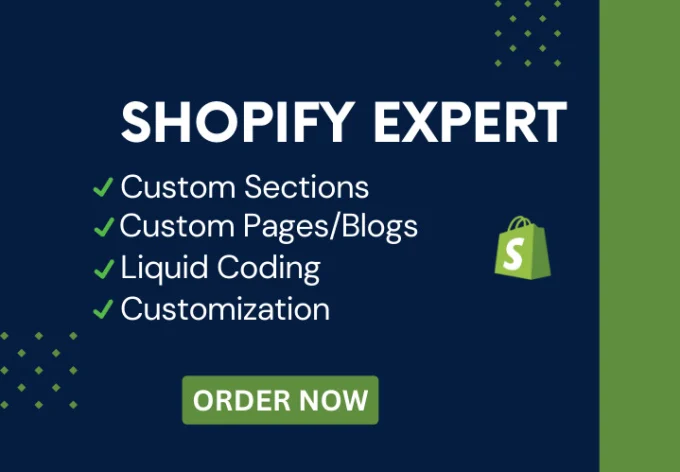 SHOPIFY EXPERT
Custom Sections
Custom Pages/Blogs
Liquid Coding
Customization
S
ORDER NOW